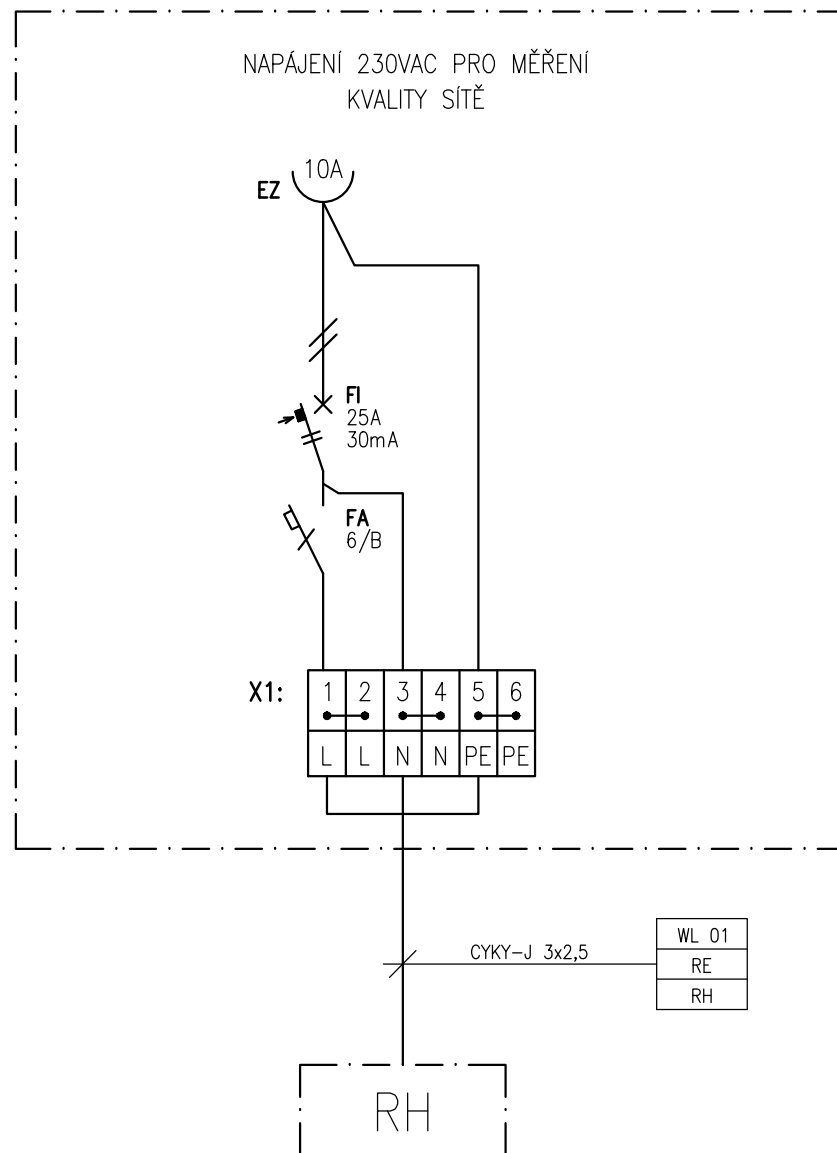 NAPÁJENÍ 230VAC PRO MĚŘENÍ
KVALITY SÍTĚ
10A
EZ
FI
25A
30mA
FA
6/B
X1:
1 2 3 4 5 6
L L N N PE PE
WL 01
CYKY-J 3x2,5
RE
RH
RH